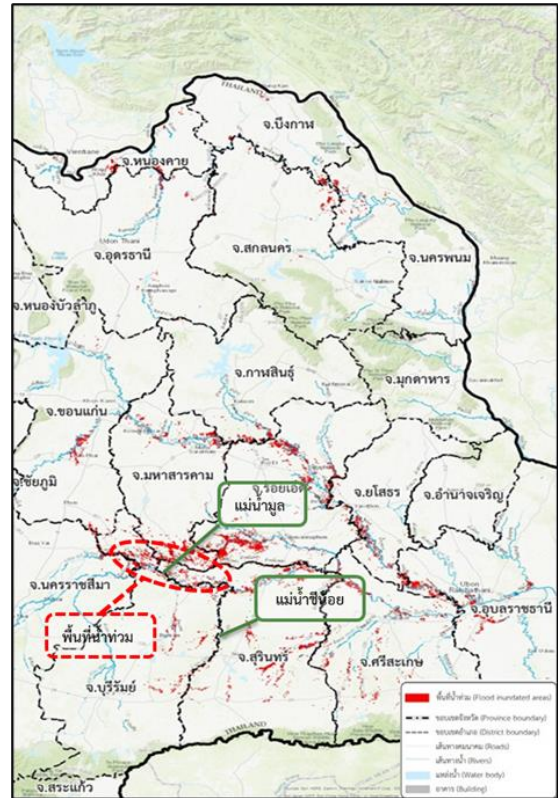 THAILAND
จ.บึงกาฬ
Vientiane
จ.หนองคาย
Udon Thani
จ.อุดรธานี
จ.สกลนคร
จ.นครพนม
จ.หนองบัวลำภู
จ.กาฬสินธุ์
จ.มุกดาหาร
Khon Kaen
จ.ขอนแก่น
จ.มหาสารคาม
จ.ร้อยเอ็ด
จ.ยโสธร
จ.อำนาจเจริญ
จ.ชัยภูมิ
แม่น้ำมูล
จ.นครราชสีมา
Ubon
Ratchathani
จ.อุบลราชธานี
แม่น้ำชีน้อย
พื้นที่น้ำท่วม
จ.สุรินทร์
จ.ศรีสะเกษ
จ.บุรีรัมย์
THAILAND
จ.สระแก้ว
พื้นที่น้ำท่วม (Flood inundated areas)
ขอบเขตจังหวัด (Province boundary)
ขอบเขตอำเภอ (District boundary)
เส้นทางคมนาคม (Roads)
เส้นทางน้ำ (Rivers)
แหล่งน้ำ (Water body)
อาคาร (Building)